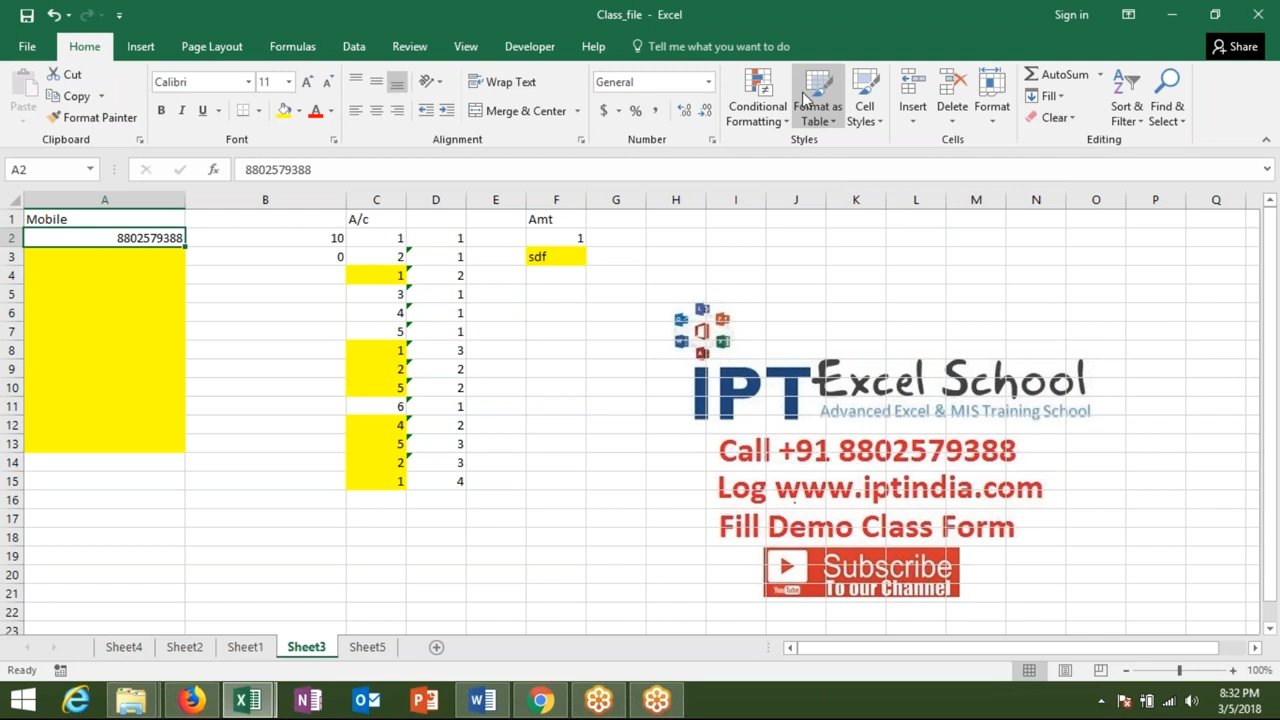 Class_file - Excel
Sign in
File Home Insert Page Layout Formulas Data Review View Developer Help Tell me what you want to do Share
Paste
Cut
Copy
Format Painter
Calibri 11
B I U
Wrap Text
Merge & Center
General
$ % ,
Conditional Formatting
Format as Table
Cell Styles
Insert
Delete
Format
AutoSum
Fill
Clear
Sort & Filter
Find & Select
Clipboard Font Alignment Number Styles Cells Editing
A2 fx 8802579388
A B C D E F G H I J K L M N O P Q
1 Mobile A/c Amt
2 8802579388 10 1 1 1
3 0 2 1 sdf
4 1 2
5 3 1
6 4 1
7 5 1
8 1 3
9 2 2
10 5 2
11 6 1
12 4 2
13 5 3
14 2 3
15 1 4
16
17
18
19
20
21
22
23
IPT Excel School
Advanced Excel & MIS Training School
Call +91 8802579388
Log www.iptindia.com
Fill Demo Class Form
YouTube
Subscribe
To our Channel
Sheet4 Sheet2 Sheet1 Sheet3 Sheet5
Ready 100%
8:32 PM
3/5/2018